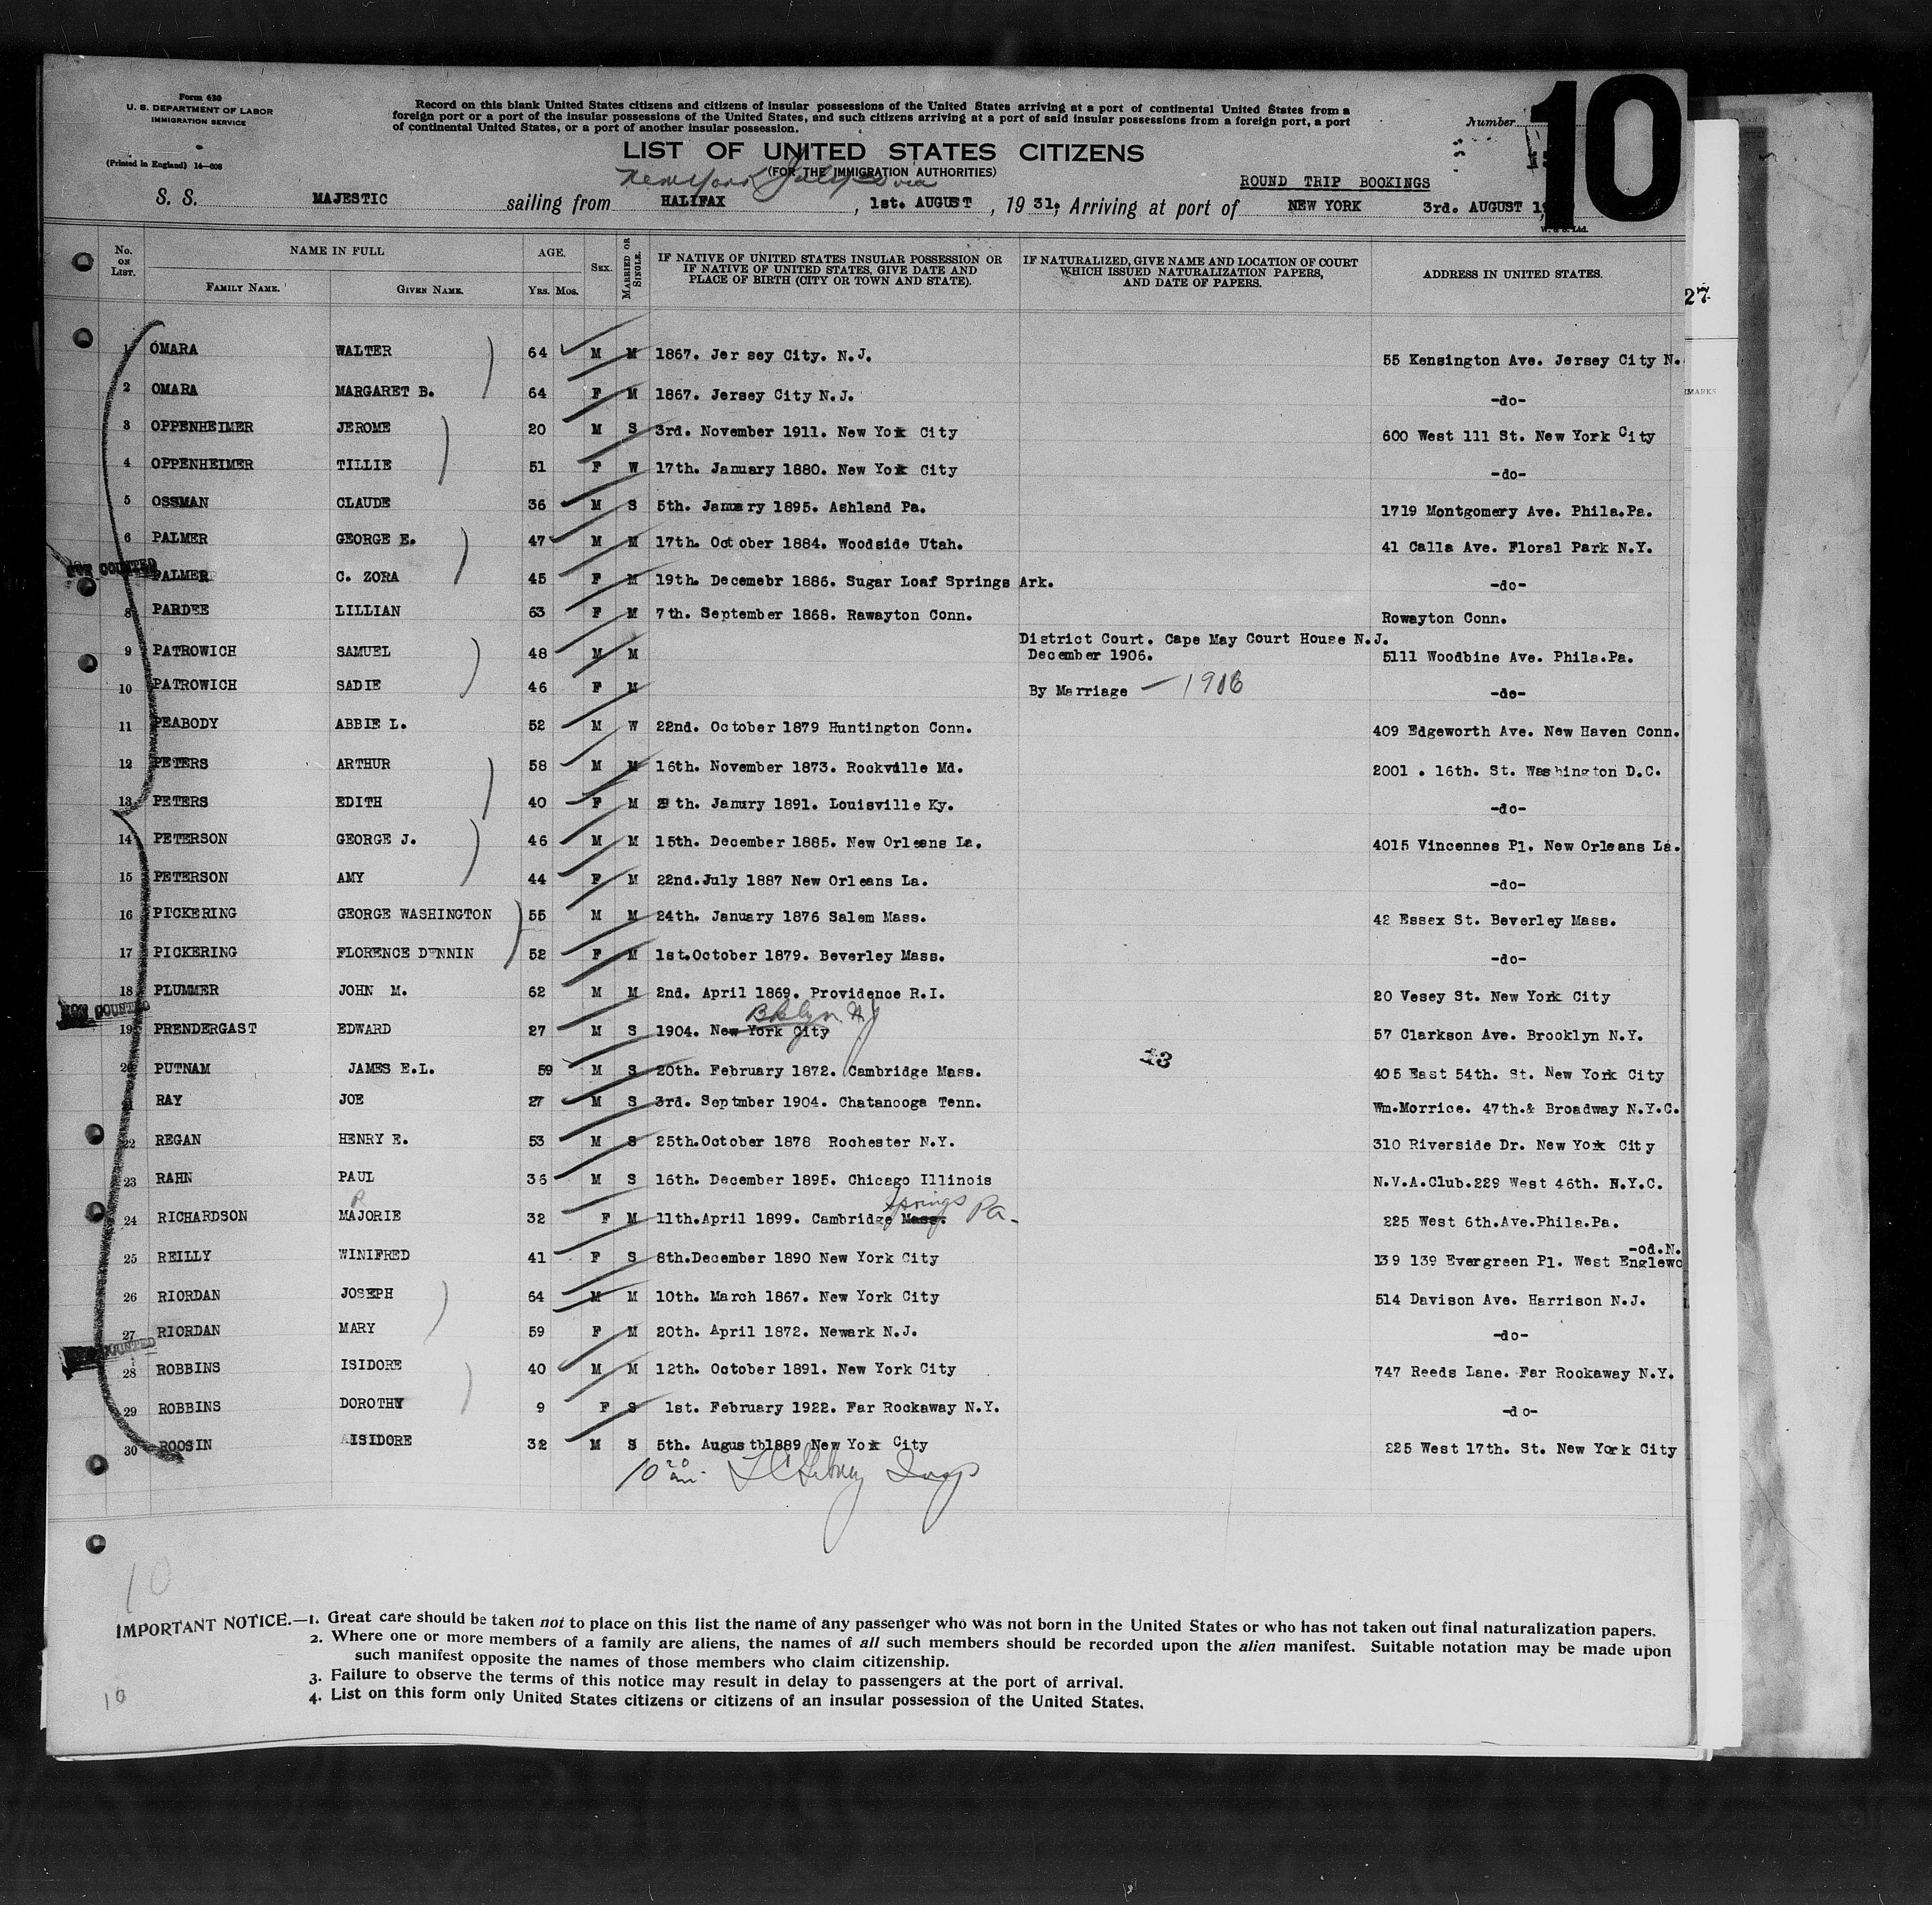 Form 630
U. S. DEPARTMENT OF LABOR
IMMIGRATION SERVICE
(Printed in England) 14—606
Record on this blank United States citizens and citizens of insular possessions of the United States arriving at a port of continental United States from a
foreign port or a port of the insular possessions of the United States, and such citizens arriving at a port of said insular possessions from a foreign port, a port
of continental United States, or a port of another insular possession.
Number
10
LIST OF UNITED STATES CITIZENS
(FOR THE IMMIGRATION AUTHORITIES)
New York via
ROUND TRIP BOOKINGS
S. S. MAJESTIC sailing from HALIFAX, 1st. AUGUST, 19 31, Arriving at port of NEW YORK 3rd. AUGUST
No. ON LIST. NAME IN FULL FAMILY NAME. GIVEN NAME. AGE. Yrs. Mos. SEX. MARRIED OR SINGLE. IF NATIVE OF UNITED STATES INSULAR POSSESSION OR IF NATIVE OF UNITED STATES, GIVE DATE AND PLACE OF BIRTH (CITY OR TOWN AND STATE). IF NATURALIZED, GIVE NAME AND LOCATION OF COURT WHICH ISSUED NATURALIZATION PAPERS, AND DATE OF PAPERS. ADDRESS IN UNITED STATES.
27
1 OMARA WALTER 64 M M 1867. Jer sey City. N.J. 55 Kensington Ave. Jersey City N.
2 OMARA MARGARET B. 64 F M 1867. Jersey City N.J. -do-
3 OPPENHEIMER JEROME 20 M S 3rd. November 1911. New York City 600 West 111 St. New York City
4 OPPENHEIMER TILLIE 51 F W 17th. January 1880. New York City -do-
5 OSSMAN CLAUDE 36 M S 5th. January 1895. Ashland Pa. 1719 Montgomery Ave. Phila.Pa.
6 PALMER GEORGE E. 47 M M 17th. October 1884. Woodside Utah. 41 Calla Ave. Floral Park N.Y.
NON COUNTED
PALMER C. ZORA 45 F M 19th. Decemebr 1886. Sugar Loaf Springs Ark. -do-
8 PARDEE LILLIAN 63 F M 7th. September 1868. Rawayton Conn. Rowayton Conn.
9 PATROWICH SAMUEL 48 M M District Court. Cape May Court House N.J. December 1906. 5111 Woodbine Ave. Phila.Pa.
10 PATROWICH SADIE 46 F M By Marriage — 1906 -do-
11 PEABODY ABBIE L. 52 M W 22nd. October 1879 Huntington Conn. 409 Edgeworth Ave. New Haven Conn.
12 PETERS ARTHUR 58 M M 16th. November 1873. Rockville Md. 2001 . 16th. St. Washington D.C.
13 PETERS EDITH 40 F M th. Janury 1891. Louisville Ky. -do-
14 PETERSON GEORGE J. 46 M M 15th. December 1885. New Orleans La. 4015 Vincennes Pl. New Orleans La.
15 PETERSON AMY 44 F M 22nd.July 1887 New Orleans La. -do-
16 PICKERING GEORGE WASHINGTON 55 M M 24th. January 1876 Salem Mass. 42 Essex St. Beverley Mass.
17 PICKERING FLORENCE DENNIN 52 F M 1st.October 1879. Beverley Mass. -do-
18 PLUMMER JOHN M. 62 M M 2nd. April 1869. Providence R.I. 20 Vesey St. New York City
NON COUNTED
Bklyn N.Y
19 PRENDERGAST EDWARD 27 M S 1904. New York City 57 Clarkson Ave. Brooklyn N.Y.
13
20 PUTNAM JAMES E.L. 59 M S 20th. February 1872. Cambridge Mass. 405 East 54th. St. New York City
21 RAY JOE 27 M S 3rd. Septmber 1904. Chatanooga Tenn. Wm.Morrice. 47th.& Broadway N.Y.C.
22 REGAN HENRY E. 53 M S 25th.October 1878 Rochester N.Y. 310 Riverside Dr. New York City
23 RAHN PAUL 36 M S 16th. December 1895. Chicago Illinois N.V.A.Club.229 West 46th. N.Y.C.
R Springs Pa.
24 RICHARDSON MAJORIE 32 F M 11th.April 1899. Cambridge Mass. 225 West 6th.Ave.Phila.Pa.
-od.N.
25 REILLY WINIFRED 41 F S 8th.December 1890 New York City 139 139 Evergreen Pl. West Englewo
26 RIORDAN JOSEPH 64 M M 10th. March 1867. New York City 514 Davison Ave. Harrison N.J.
27 RIORDAN MARY 59 F M 20th. April 1872. Newark N.J. -do-
COUNTED
28 ROBBINS ISIDORE 40 M M 12th. October 1891. New York City 747 Reeds Lane. Far Rockaway N.Y.
29 ROBBINS DOROTHY 9 F S 1st. February 1922. Far Rockaway N.Y. -do-
30 ROOSIN ISIDORE 32 M S 5th. August 1889 New York City 225 West 17th. St. New York City
10 20 am.
10
IMPORTANT NOTICE.—1. Great care should be taken not to place on this list the name of any passenger who was not born in the United States or who has not taken out final naturalization papers.
2. Where one or more members of a family are aliens, the names of all such members should be recorded upon the alien manifest. Suitable notation may be made upon
such manifest opposite the names of those members who claim citizenship.
3. Failure to observe the terms of this notice may result in delay to passengers at the port of arrival.
4. List on this form only United States citizens or citizens of an insular possession of the United States.
10